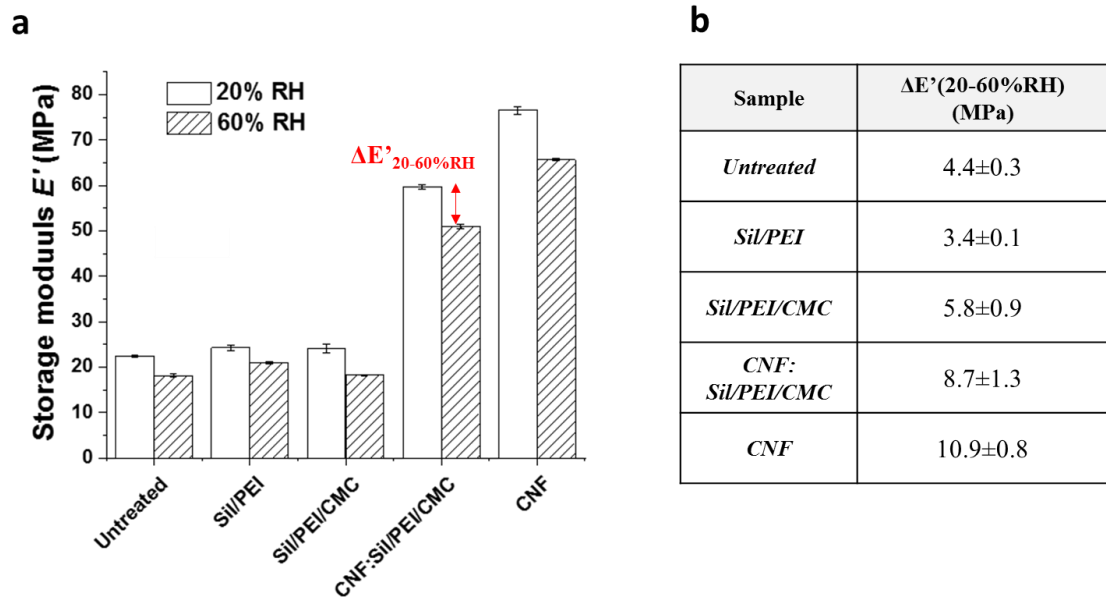 a
20% RH
60% RH
ΔE’20-60%RH
Storage moduuls E' (MPa)
80
70
60
50
40
30
20
10
0
Untreated
Sil/PEI
Sil/PEI/CMC
CNF:Sil/PEI/CMC
CNF
b
Sample
ΔE’(20-60%RH)
(MPa)
Untreated
4.4±0.3
Sil/PEI
3.4±0.1
Sil/PEI/CMC
5.8±0.9
CNF:
Sil/PEI/CMC
8.7±1.3
CNF
10.9±0.8